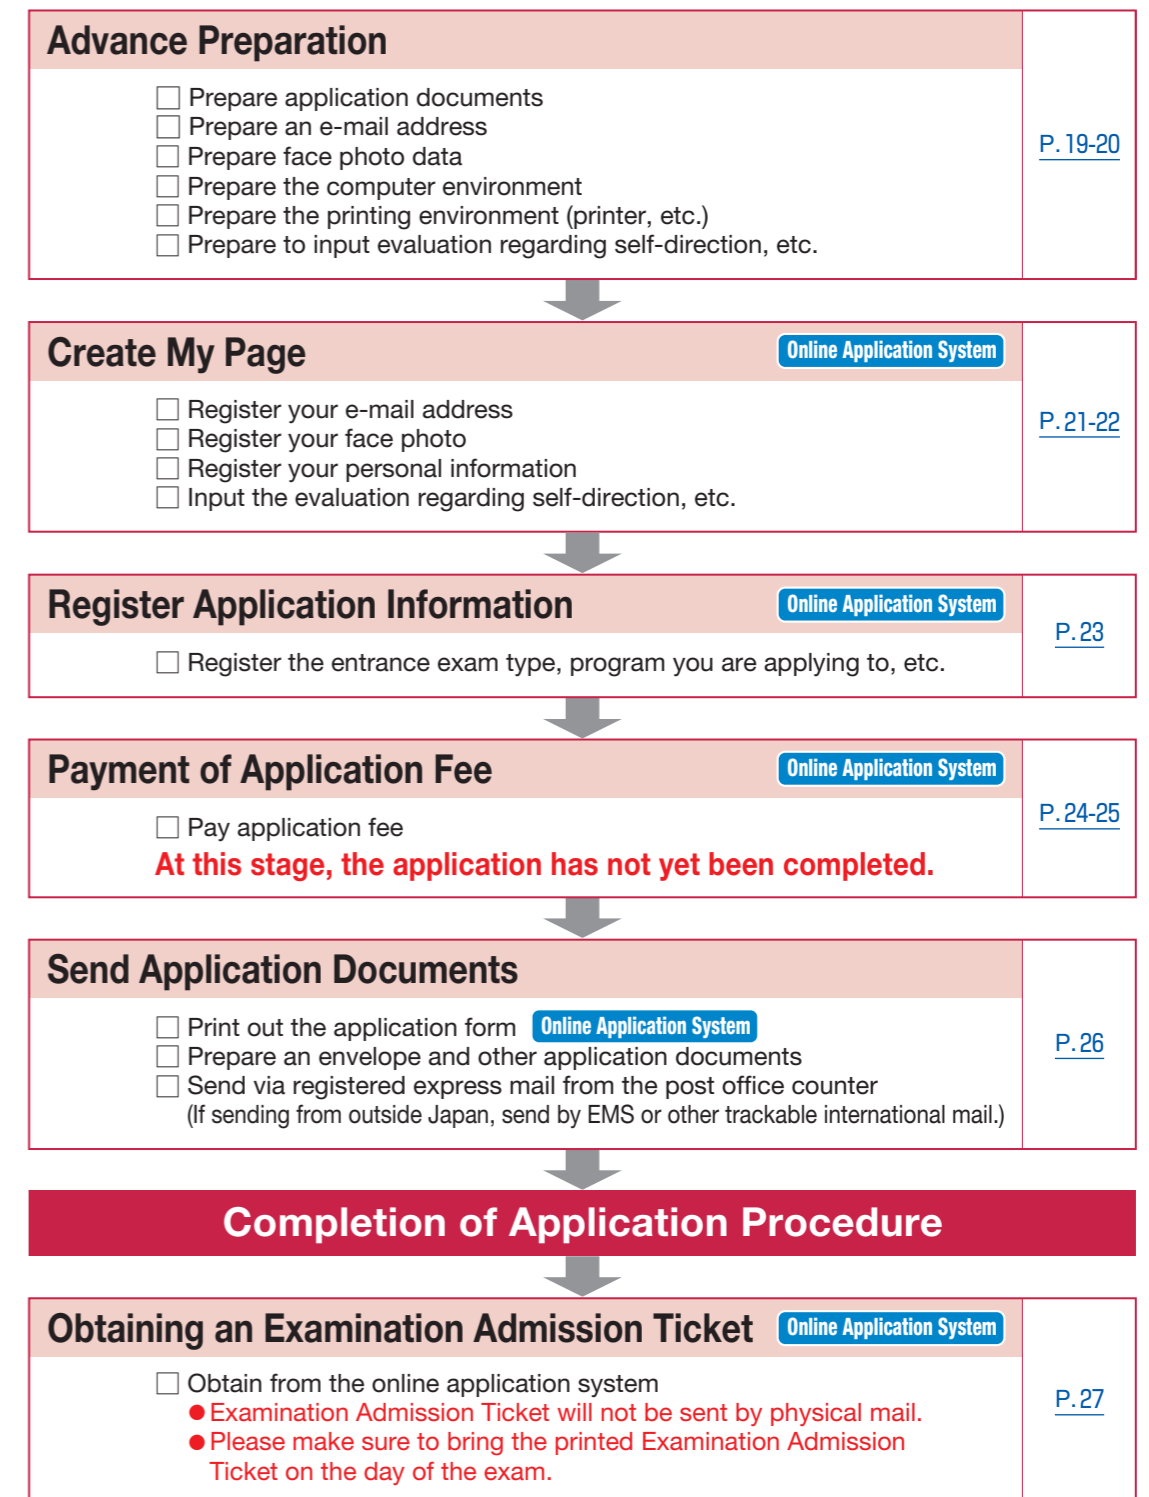 Advance Preparation
Prepare application documents
Prepare an e-mail address
Prepare face photo data
Prepare the computer environment
Prepare the printing environment (printer, etc.)
Prepare to input evaluation regarding self-direction, etc.
P. 19-20
Create My Page
Online Application System
Register your e-mail address
Register your face photo
Register your personal information
Input the evaluation regarding self-direction, etc.
P. 21-22
Register Application Information
Online Application System
Register the entrance exam type, program you are applying to, etc.
P. 23
Payment of Application Fee
Online Application System
Pay application fee
At this stage, the application has not yet been completed.
P. 24-25
Send Application Documents
Print out the application form Online Application System
Prepare an envelope and other application documents
Send via registered express mail from the post office counter
(If sending from outside Japan, send by EMS or other trackable international mail.)
P. 26
Completion of Application Procedure
Obtaining an Examination Admission Ticket
Online Application System
Obtain from the online application system
● Examination Admission Ticket will not be sent by physical mail.
● Please make sure to bring the printed Examination Admission
Ticket on the day of the exam.
P. 27